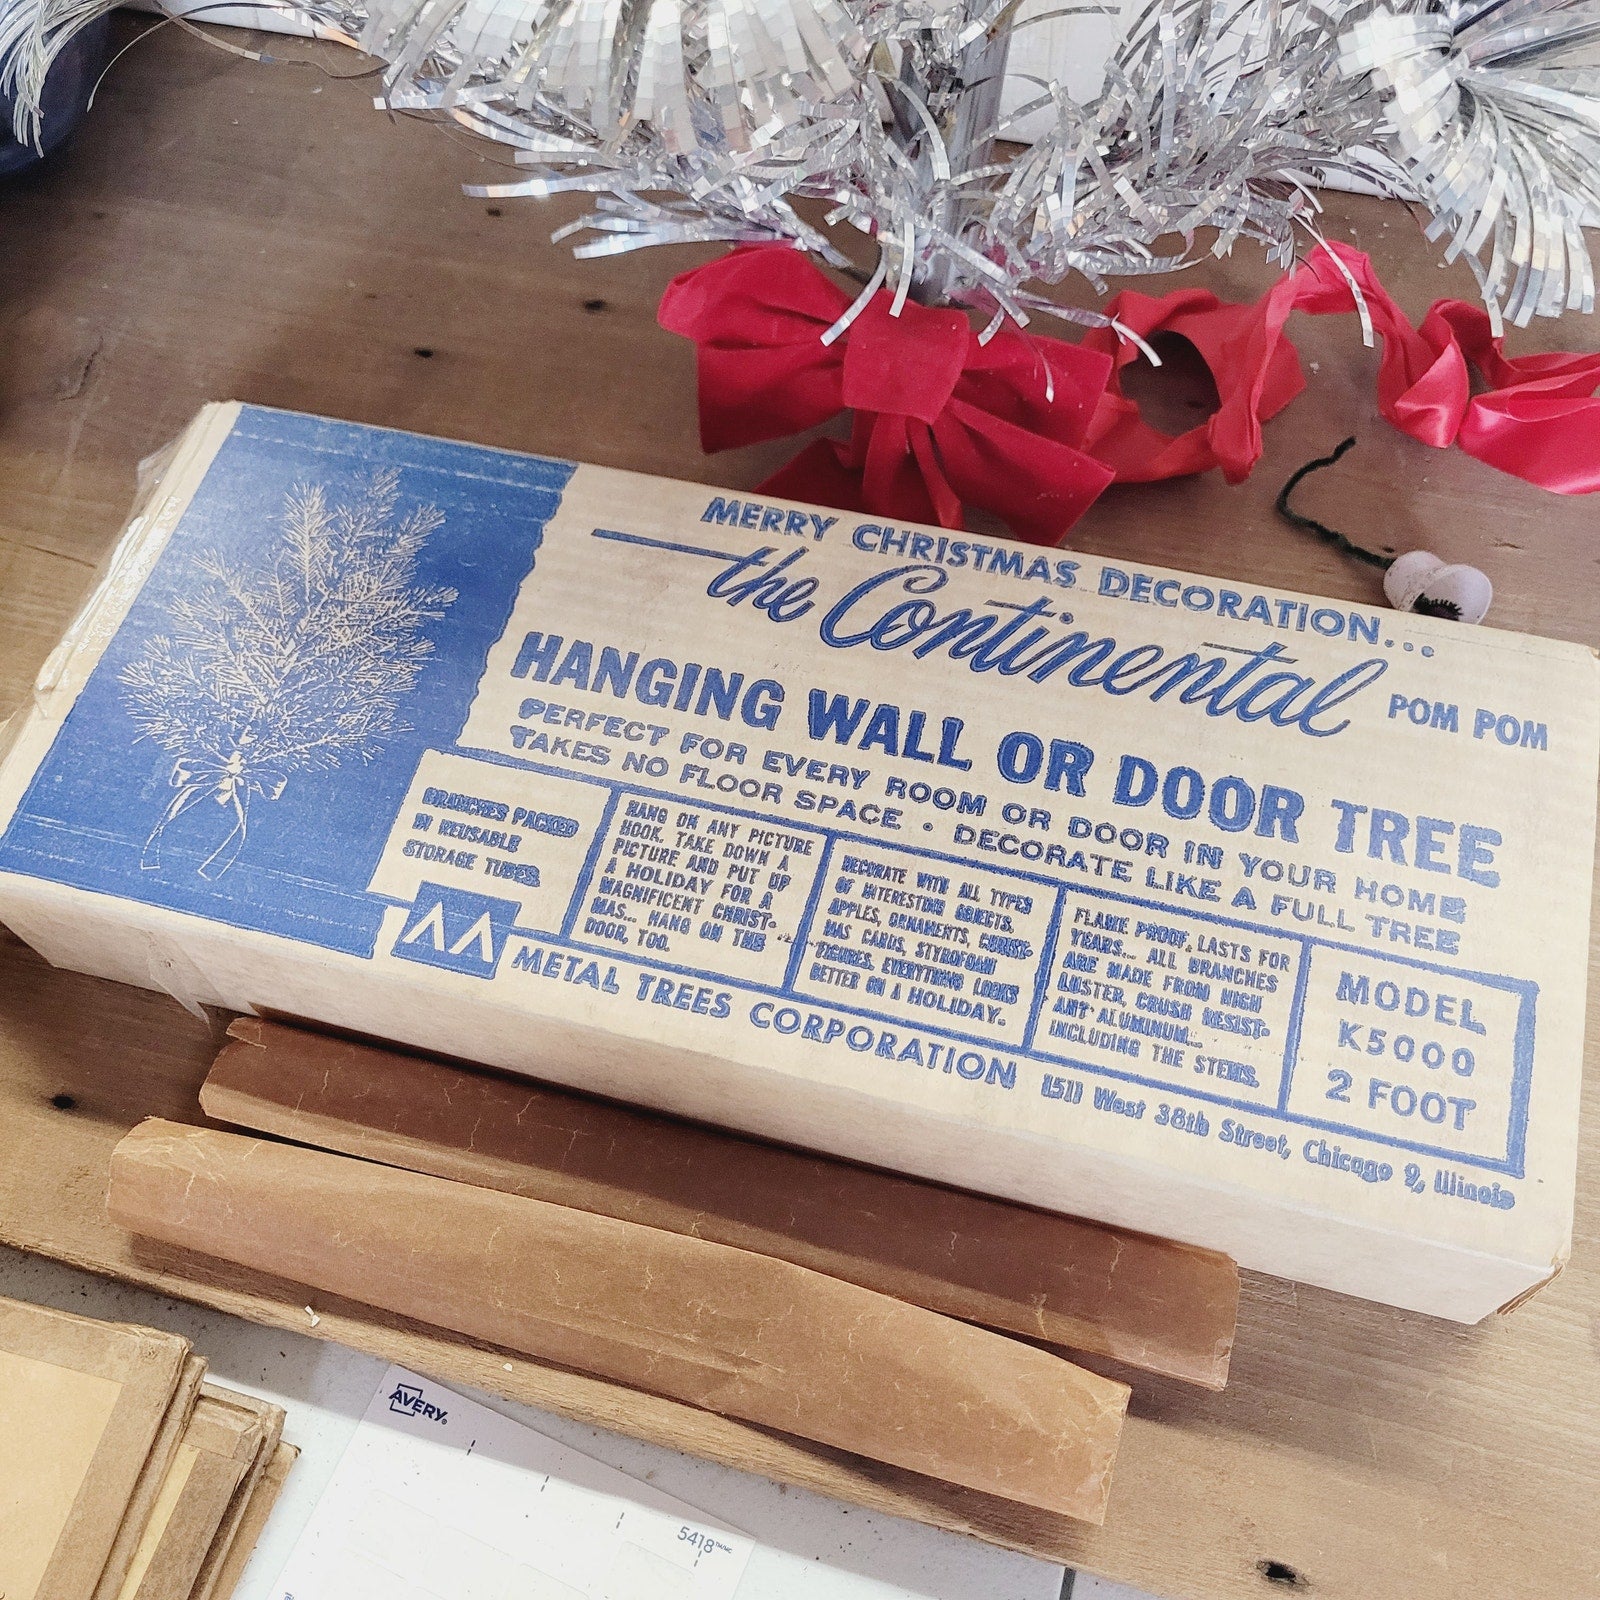 MERRY CHRISTMAS DECORATION...
the Continental POM POM
HANGING WALL OR DOOR TREE
PERFECT FOR EVERY ROOM OR DOOR IN YOUR HOME
TAKES NO FLOOR SPACE • DECORATE LIKE A FULL TREE
BRANCHES PACKED
IN REUSABLE
STORAGE TUBES.
HANG ON ANY PICTURE
HOOK. TAKE DOWN A
PICTURE AND PUT UP
A HOLIDAY FOR A
MAGNIFICENT CHRIST-
MAS... HANG ON THE
DOOR, TOO.
DECORATE WITH ALL TYPES
OF INTERESTING OBJECTS,
APPLES, ORNAMENTS, CHRIST-
MAS CARDS, STYROFOAM
FIGURES. EVERYTHING LOOKS
BETTER ON A HOLIDAY.
FLAME PROOF. LASTS FOR
YEARS... ALL BRANCHES
ARE MADE FROM HIGH
LUSTER, CRUSH RESIST-
ANT ALUMINUM...
INCLUDING THE STEMS.
MODEL
K5000
2 FOOT
METAL TREES CORPORATION 1511 West 38th Street, Chicago 9, Illinois
AVERY
5418